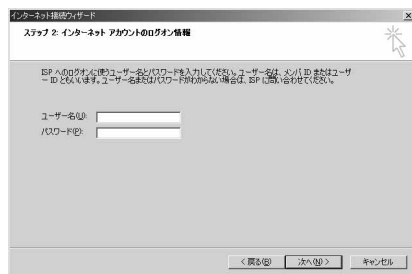 インターネット接続ウィザード
ステップ 2: インターネット アカウントのログオン情報
ISP へのログオンに使うユーザー名とパスワードを入力してください。ユーザー名は、メンバ ID またはユーザ
ー ID ともいいます。ユーザー名またはパスワードがわからない場合は、ISP に問い合わせてください。
ユーザー名(U):
パスワード(P):
< 戻る(B)
次へ(N) >
キャンセル